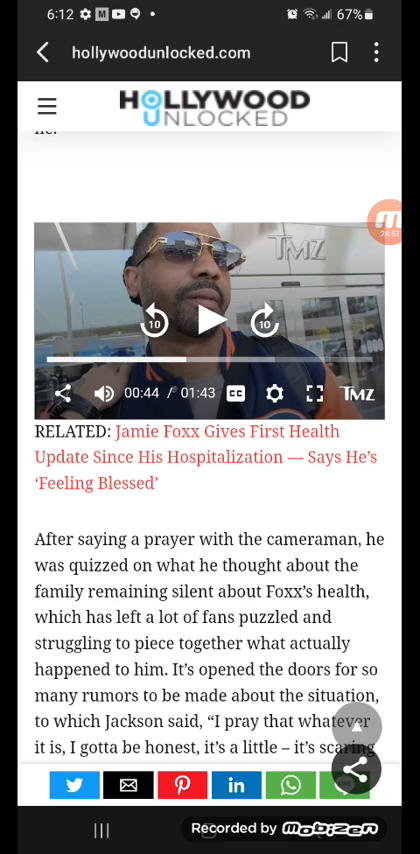 6:12
67%
hollywoodunlocked.com
HOLLYWOOD
UNLOCKED
TMZ
24:51
10
10
00:44 / 01:43 CC TMZ
RELATED: Jamie Foxx Gives First Health
Update Since His Hospitalization — Says He’s
‘Feeling Blessed’
After saying a prayer with the cameraman, he
was quizzed on what he thought about the
family remaining silent about Foxx’s health,
which has left a lot of fans puzzled and
struggling to piece together what actually
happened to him. It’s opened the doors for so
many rumors to be made about the situation,
to which Jackson said, “I pray that whatever
it is, I gotta be honest, it’s a little – it’s scaring
Recorded by mobizen